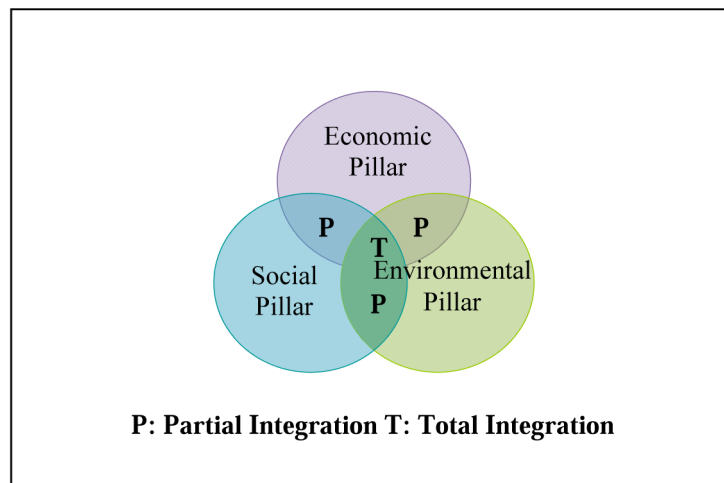 Economic
Pillar
P
P
T
Social
Pillar
Environmental
Pillar
P
P: Partial Integration T: Total Integration